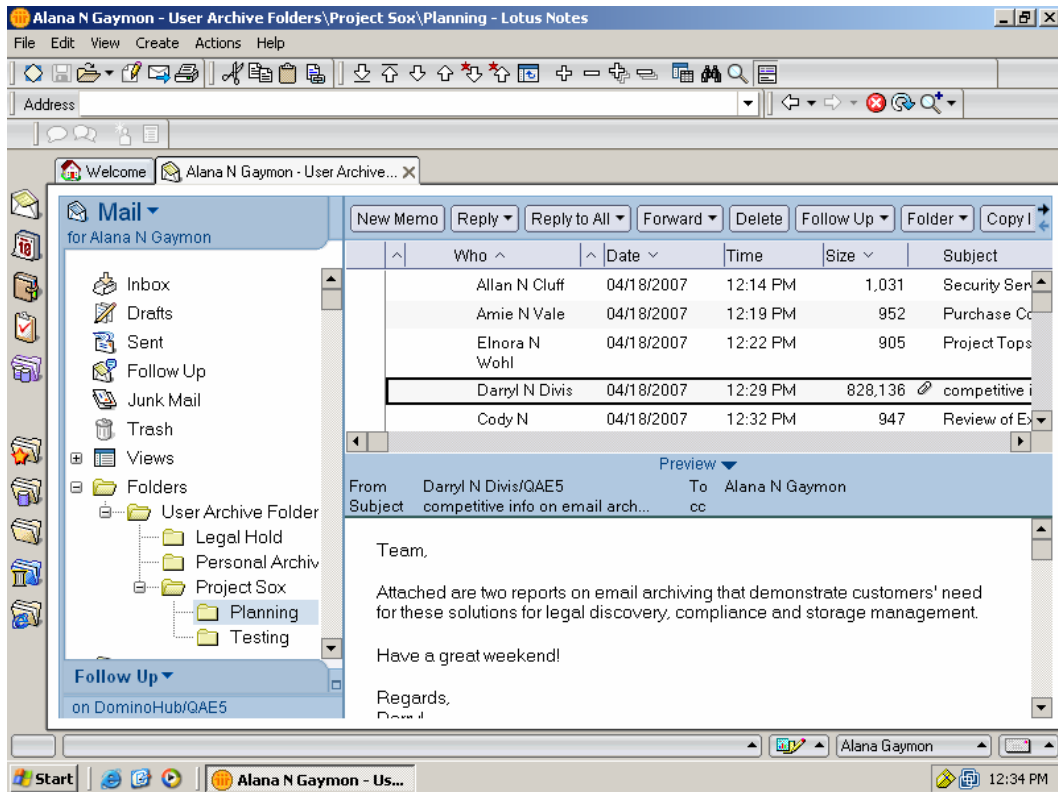 Alana N Gaymon - User Archive Folders\Project Sox\Planning - Lotus Notes
File Edit View Create Actions Help
Address
Welcome Alana N Gaymon - User Archive...
Mail
for Alana N Gaymon
Inbox
Drafts
Sent
Follow Up
Junk Mail
Trash
Views
Folders
User Archive Folder
Legal Hold
Personal Archiv
Project Sox
Planning
Testing
Follow Up
on DominoHub/QAE5
New Memo Reply Reply to All Forward Delete Follow Up Folder Copy I
Who Date Time Size Subject
Allan N Cluff 04/18/2007 12:14 PM 1,031 Security Ser
Amie N Vale 04/18/2007 12:19 PM 952 Purchase Co
Elnora N 04/18/2007 12:22 PM 905 Project Tops
Wohl
Darryl N Divis 04/18/2007 12:29 PM 828,136 competitive i
Cody N 04/18/2007 12:32 PM 947 Review of Ex
Preview
From Darryl N Divis/QAE5 To Alana N Gaymon
Subject competitive info on email arch... cc
Team,
Attached are two reports on email archiving that demonstrate customers' need
for these solutions for legal discovery, compliance and storage management.
Have a great weekend!
Regards,
Darryl
Alana Gaymon
Start Alana N Gaymon - Us... 12:34 PM